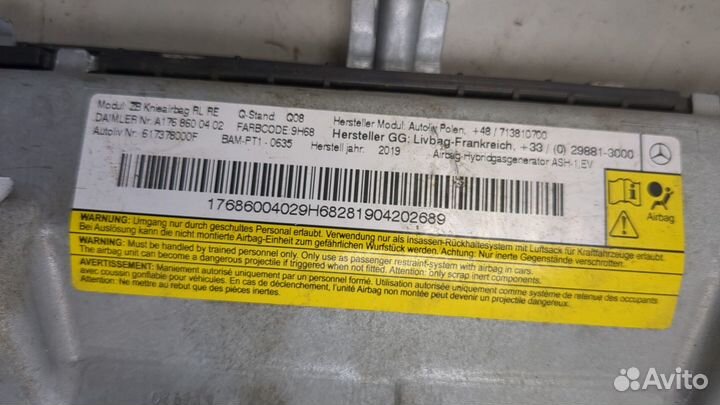 Modul: ZB Knieairbag RL RE Q-Stand Q08 Hersteller Modul: Autoliv Polen, +48 / 713810700
DAIMLER Nr. A176 860 04 02 FARBCODE: 9H68 Hersteller GG: Livbag-Frankreich, +33 / (0) 29881-3000
Autoliv Nr. 617378000F BAM-PT1 - 0635 Herstell jahr: 2019 Airbag-Hybridgasgenerator ASH-1,EV
17686004029H68281904202689
Airbag
WARNUNG: Umgang nur durch geschultes Personal erlaubt. Verwendung nur als Insassen-Rückhaltesystem mit Luftsack für Kraftfahrzeuge erlaubt.
Bei Auslösung kann die nicht montierte Airbag-Einheit zum gefährlichen Wurfstück werden. Achtung: Nur inerte Gegenstände verschrotten.
WARNING: Must be handled by trained personnel only. Only use as passenger restraint-system with airbag in cars.
The airbag unit can become a dangerous projectile if triggered when not fitted. Attention: only scrap inert components.
AVERTISSEMENT: Maniement autorisé uniquement par un personnel formé. Utilisation autorisée uniquement comme système de retenue des occupants
avec coussin gonflable pour véhicules. En cas de déclenchement, l'unité Airbag non montée peut devenir un projectile dangereux.
Ne mettre au rebut que des pièces inertes.
Avito